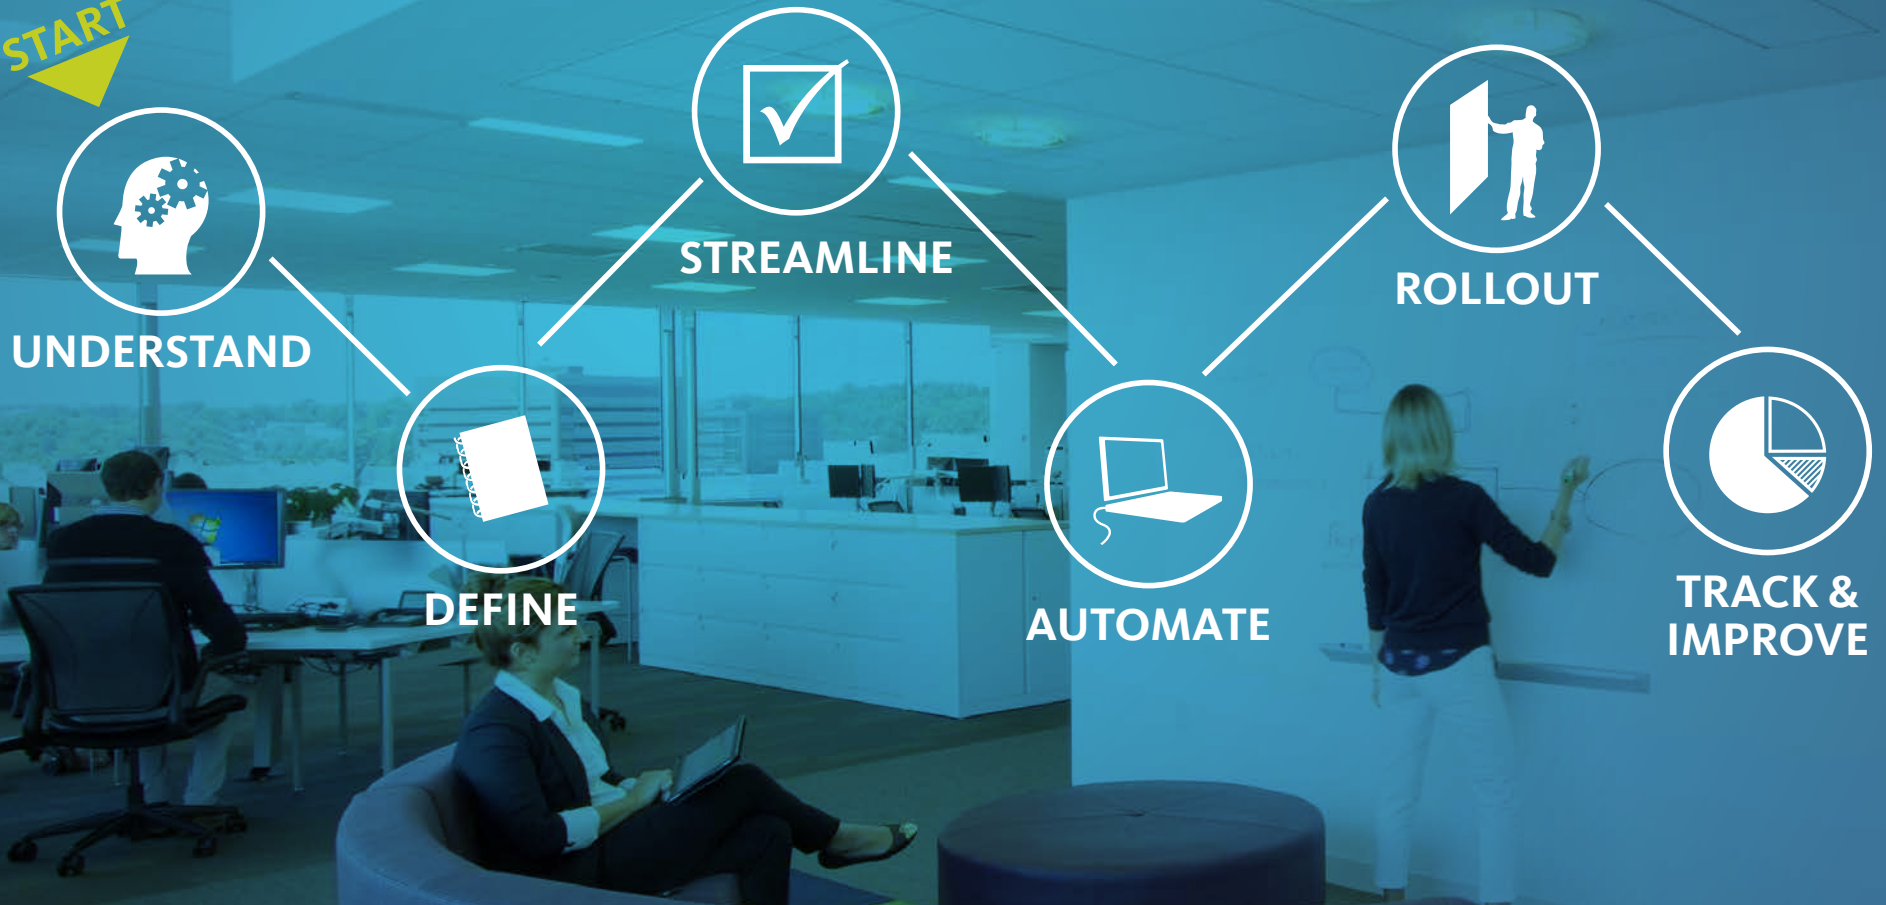 START
UNDERSTAND
DEFINE
STREAMLINE
AUTOMATE
ROLLOUT
TRACK &
IMPROVE